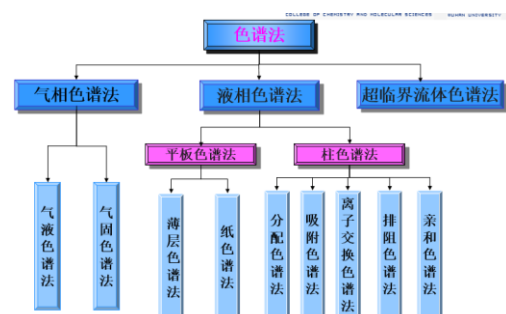 COLLEGE OF CHEMISTRY AND MOLECULAR SCIENCES WUHAN UNIVERSITY
色谱法
气相色谱法
液相色谱法
超临界流体色谱法
平板色谱法
柱色谱法
气液色谱法
气固色谱法
薄层色谱法
纸色谱法
分配色谱法
吸附色谱法
离子交换色谱法
排阻色谱法
亲和色谱法